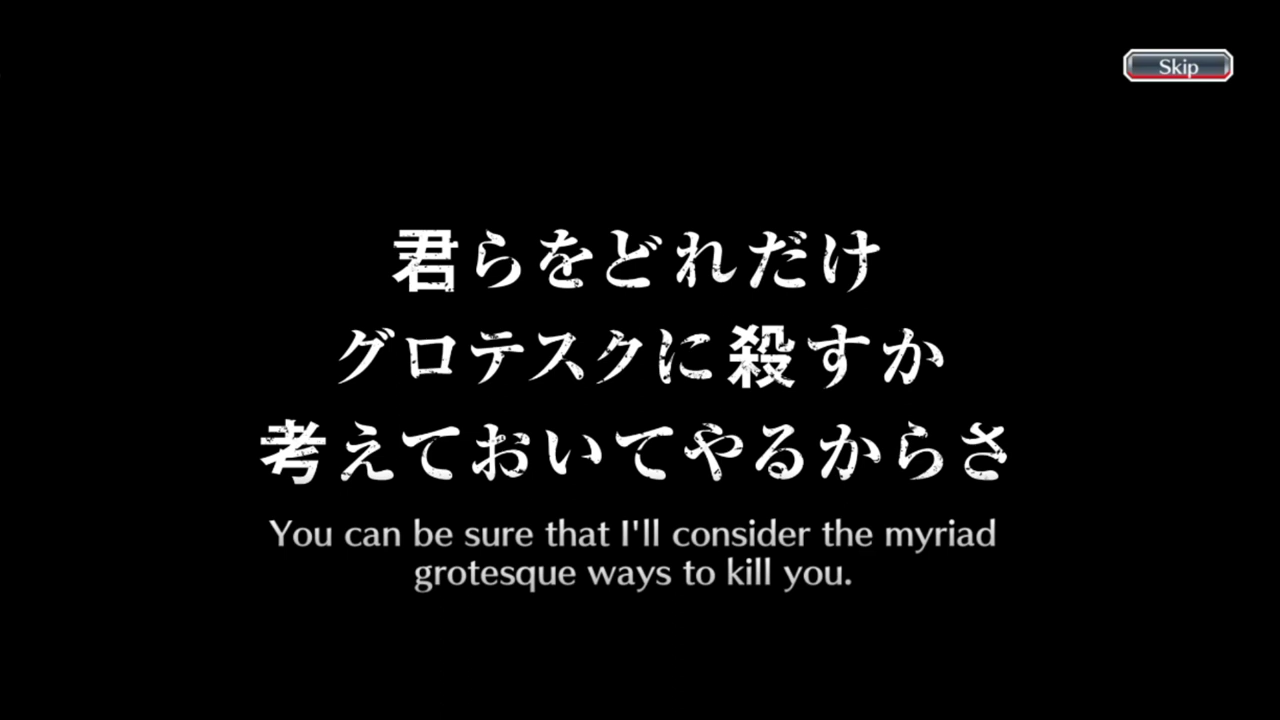 Skip
君らをどれだけ
グロテスクに殺すか
考えておいてやるからさ
You can be sure that I'll consider the myriad
grotesque ways to kill you.